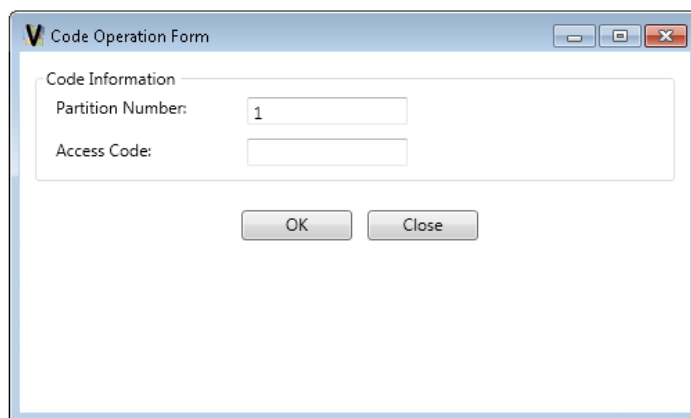 Code Operation Form
Code Information
Partition Number: 1
Access Code:
OK Close